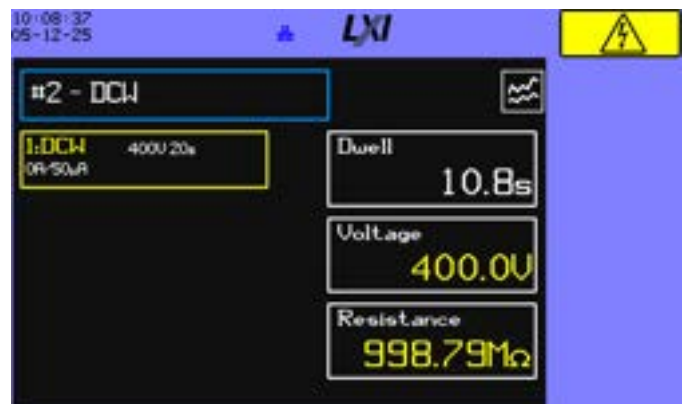 10:08:37
05-12-25
LXI
#2 - DCW
1:DCW 400V 20s
0A-50µA
Dwell
10.8s
Voltage
400.0V
Resistance
998.79MΩ